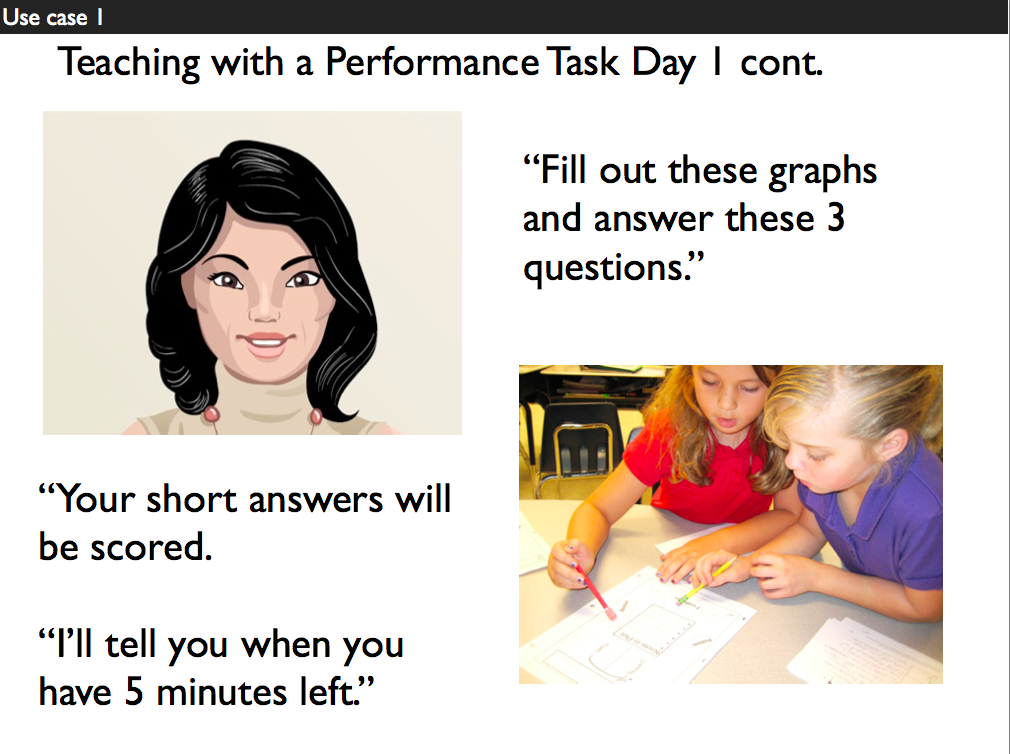 Use case 1
Teaching with a Performance Task Day 1 cont.
“Fill out these graphs
and answer these 3
questions.”
“Your short answers will
be scored.
“I’ll tell you when you
have 5 minutes left.”